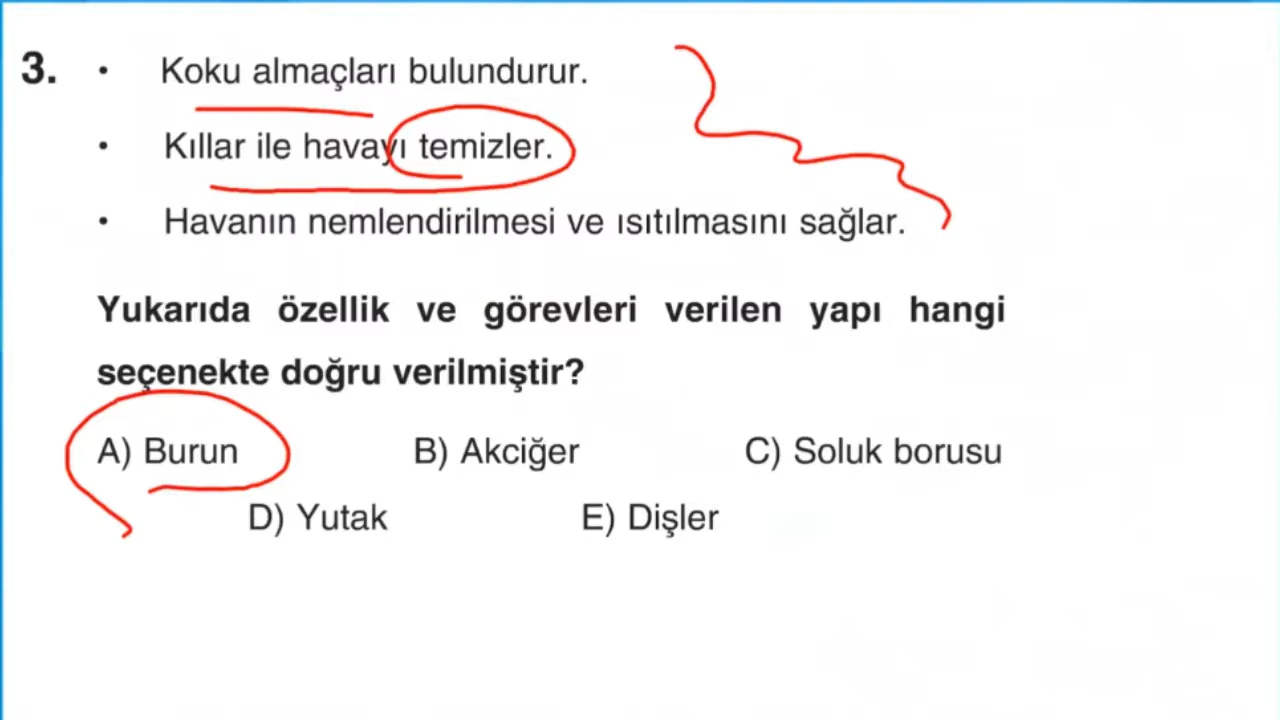 3. • Koku almaçları bulundurur.
• Kıllar ile havayı temizler.
• Havanın nemlendirilmesi ve ısıtılmasını sağlar.
Yukarıda özellik ve görevleri verilen yapı hangi
seçenekte doğru verilmiştir?
A) Burun B) Akciğer C) Soluk borusu
D) Yutak E) Dişler